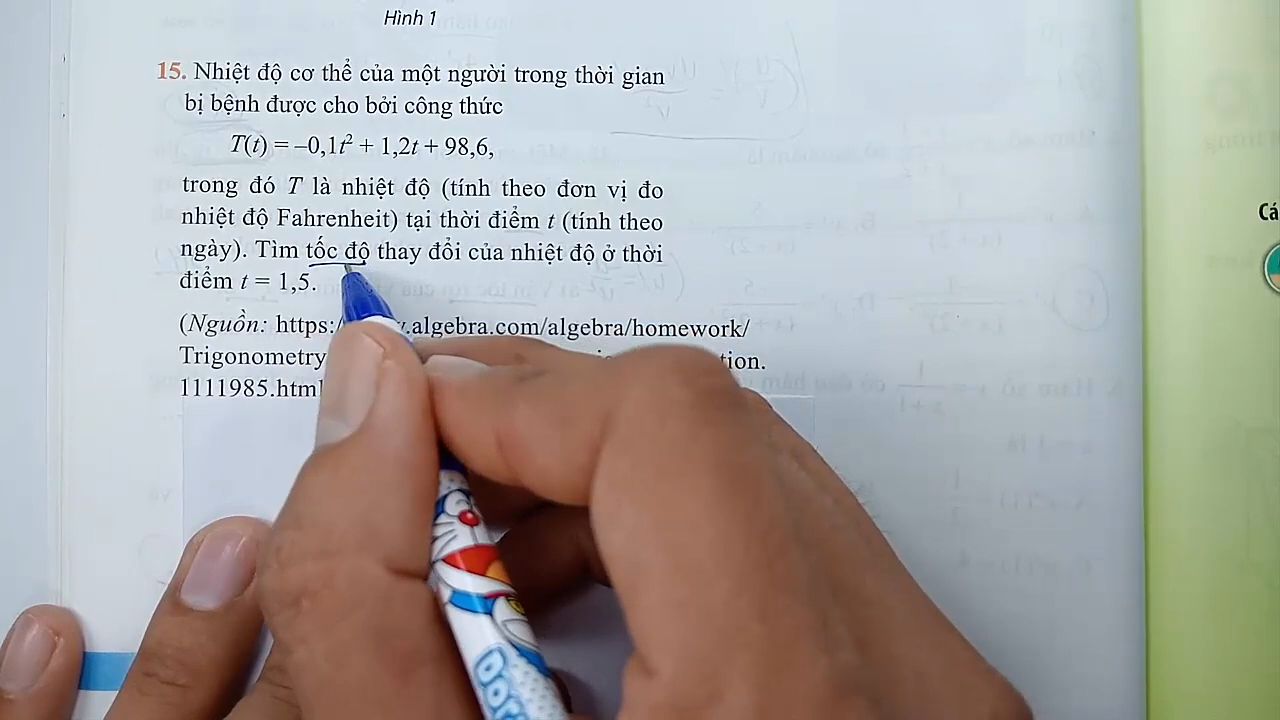 Hình 1
15. Nhiệt độ cơ thể của một người trong thời gian
bị bệnh được cho bởi công thức
T(t) = –0,1t² + 1,2t + 98,6,
trong đó T là nhiệt độ (tính theo đơn vị đo
nhiệt độ Fahrenheit) tại thời điểm t (tính theo
ngày). Tìm tốc độ thay đổi của nhiệt độ ở thời
điểm t = 1,5.
(Nguồn: https:/ .algebra.com/algebra/homework/
Trigonometry tion.
1111985.html
Cá